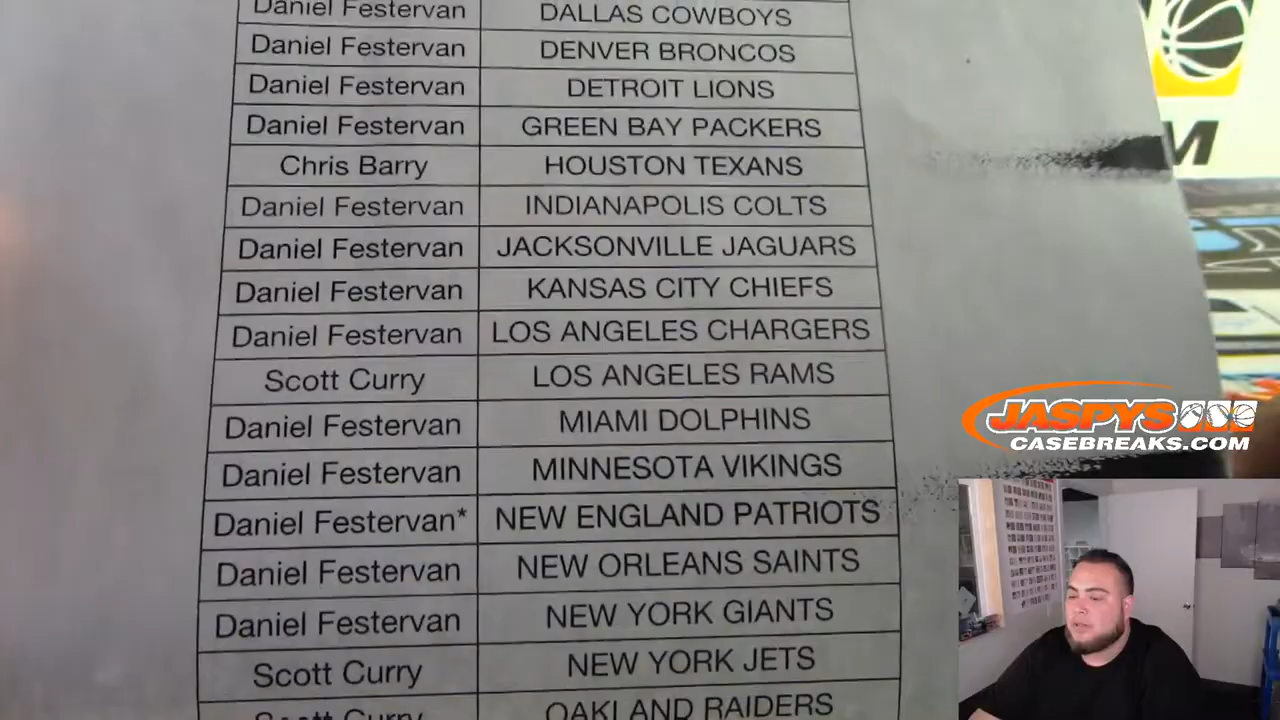 Daniel Festervan DALLAS COWBOYS
Daniel Festervan DENVER BRONCOS
Daniel Festervan DETROIT LIONS
Daniel Festervan GREEN BAY PACKERS
Chris Barry HOUSTON TEXANS
Daniel Festervan INDIANAPOLIS COLTS
Daniel Festervan JACKSONVILLE JAGUARS
Daniel Festervan KANSAS CITY CHIEFS
Daniel Festervan LOS ANGELES CHARGERS
Scott Curry LOS ANGELES RAMS
Daniel Festervan MIAMI DOLPHINS
Daniel Festervan MINNESOTA VIKINGS
Daniel Festervan* NEW ENGLAND PATRIOTS
Daniel Festervan NEW ORLEANS SAINTS
Daniel Festervan NEW YORK GIANTS
Scott Curry NEW YORK JETS
Scott Curry OAKLAND RAIDERS
M
JASPYS
CASEBREAKS.COM